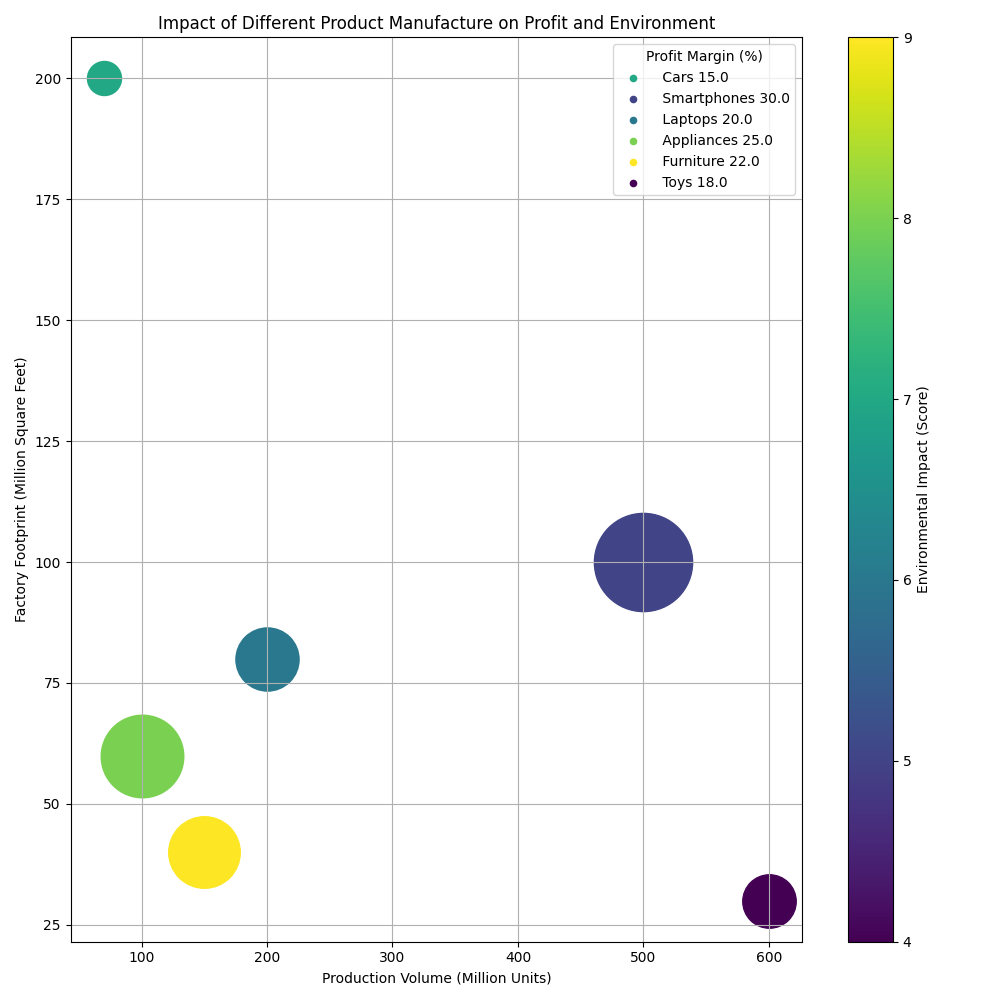 Impact of Different Product Manufacture on Profit and Environment
Profit Margin (%)
Cars 15.0
Smartphones 30.0
Laptops 20.0
Appliances 25.0
Furniture 22.0
Toys 18.0
200
175
150
125
100
75
50
25
Factory Footprint (Million Square Feet)
100 200 300 400 500 600
Production Volume (Million Units)
9
8
7
6
5
4
Environmental Impact (Score)